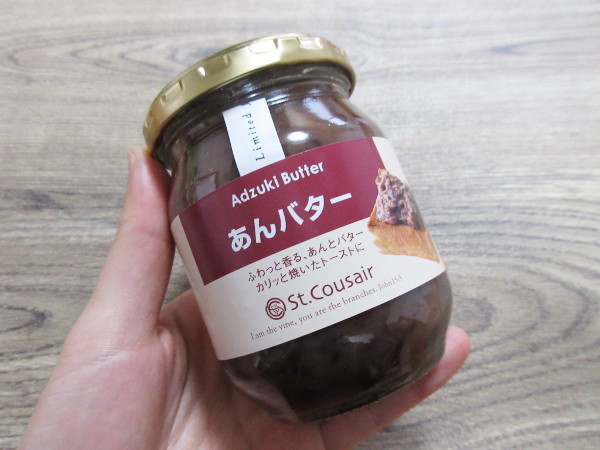 Limited
Adzuki Butter
あんバター
ふわっと香る、あんとバター
カリッと焼いたトーストに
St.Cousair
I am the vine, you are the branches. John15:5